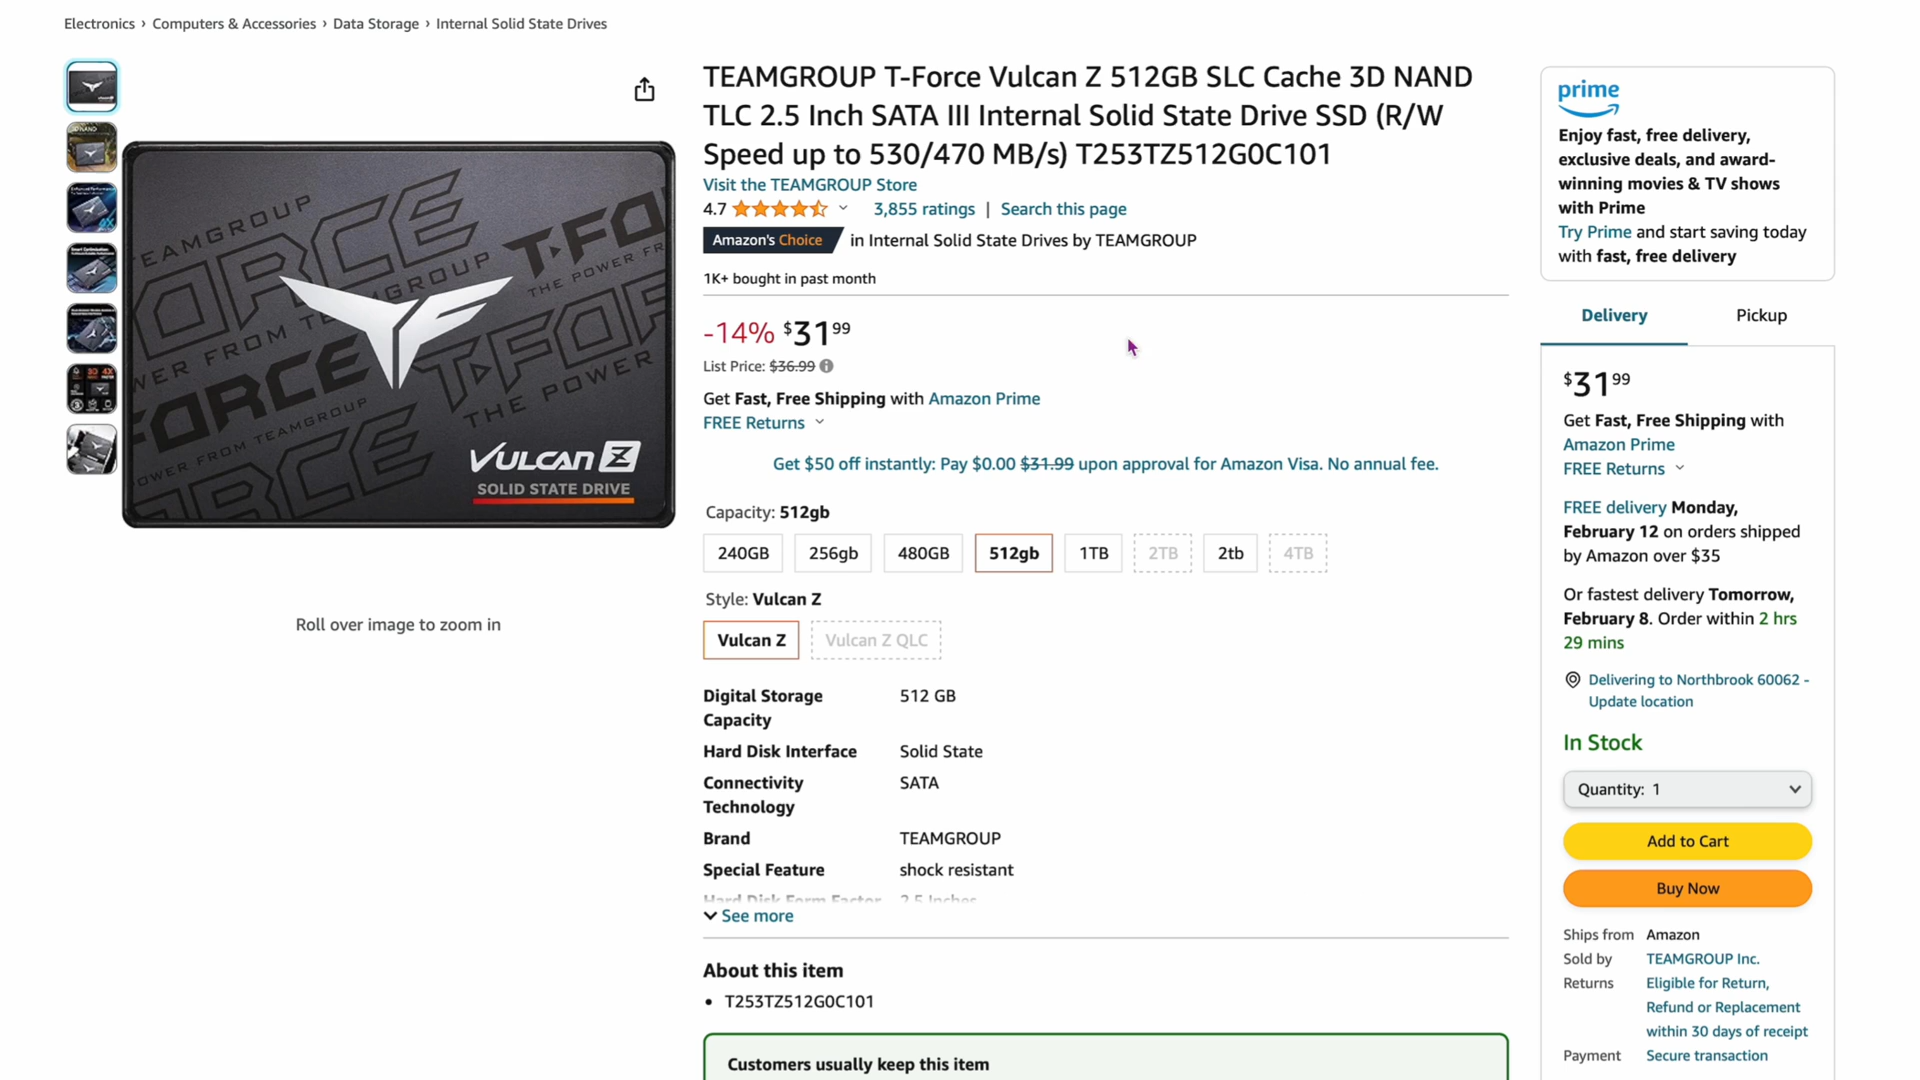 Electronics › Computers & Accessories › Data Storage › Internal Solid State Drives
TEAMGROUP T-Force Vulcan Z 512GB SLC Cache 3D NAND
TLC 2.5 Inch SATA III Internal Solid State Drive SSD (R/W
Speed up to 530/470 MB/s) T253TZ512G0C101
Visit the TEAMGROUP Store
4.7
3,855 ratings | Search this page
Amazon's Choice in Internal Solid State Drives by TEAMGROUP
1K+ bought in past month
-14% $31 99
List Price: $36.99
Get Fast, Free Shipping with Amazon Prime
FREE Returns
Get $50 off instantly: Pay $0.00 $31.99 upon approval for Amazon Visa. No annual fee.
Capacity: 512gb
240GB 256gb 480GB 512gb 1TB 2TB 2tb 4TB
Style: Vulcan Z
Vulcan Z Vulcan Z QLC
Digital Storage Capacity 512 GB
Hard Disk Interface Solid State
Connectivity Technology SATA
Brand TEAMGROUP
Special Feature shock resistant
Hard Disk Form Factor 2.5 Inches
See more
About this item
• T253TZ512G0C101
Customers usually keep this item
VULCAN Z
SOLID STATE DRIVE
Roll over image to zoom in
prime
Enjoy fast, free delivery,
exclusive deals, and award-
winning movies & TV shows
with Prime
Try Prime and start saving today
with fast, free delivery
Delivery Pickup
$31 99
Get Fast, Free Shipping with
Amazon Prime
FREE Returns
FREE delivery Monday,
February 12 on orders shipped
by Amazon over $35
Or fastest delivery Tomorrow,
February 8. Order within 2 hrs
29 mins
Delivering to Northbrook 60062 -
Update location
In Stock
Quantity: 1
Add to Cart
Buy Now
Ships from Amazon
Sold by TEAMGROUP Inc.
Returns Eligible for Return,
Refund or Replacement
within 30 days of receipt
Payment Secure transaction